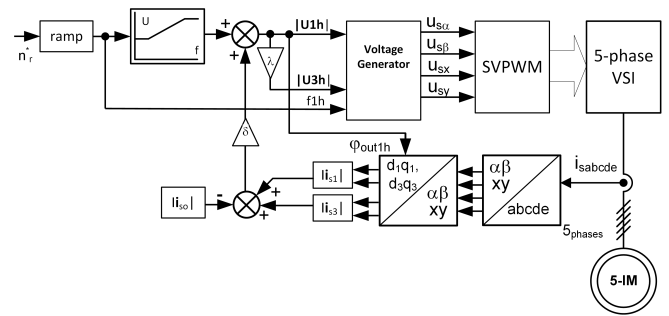 n*r
ramp
U
f
+
+
|U1h|
λ
|U3h|
f1h
Voltage
Generator
usα
usβ
usx
usy
SVPWM
5-phase
VSI
δ
φout1h
|is1|
|is3|
|iso|
-
+
+
d1q1,
d3q3
αβ
xy
αβ
xy
abcde
isabcde
5phases
5-IM